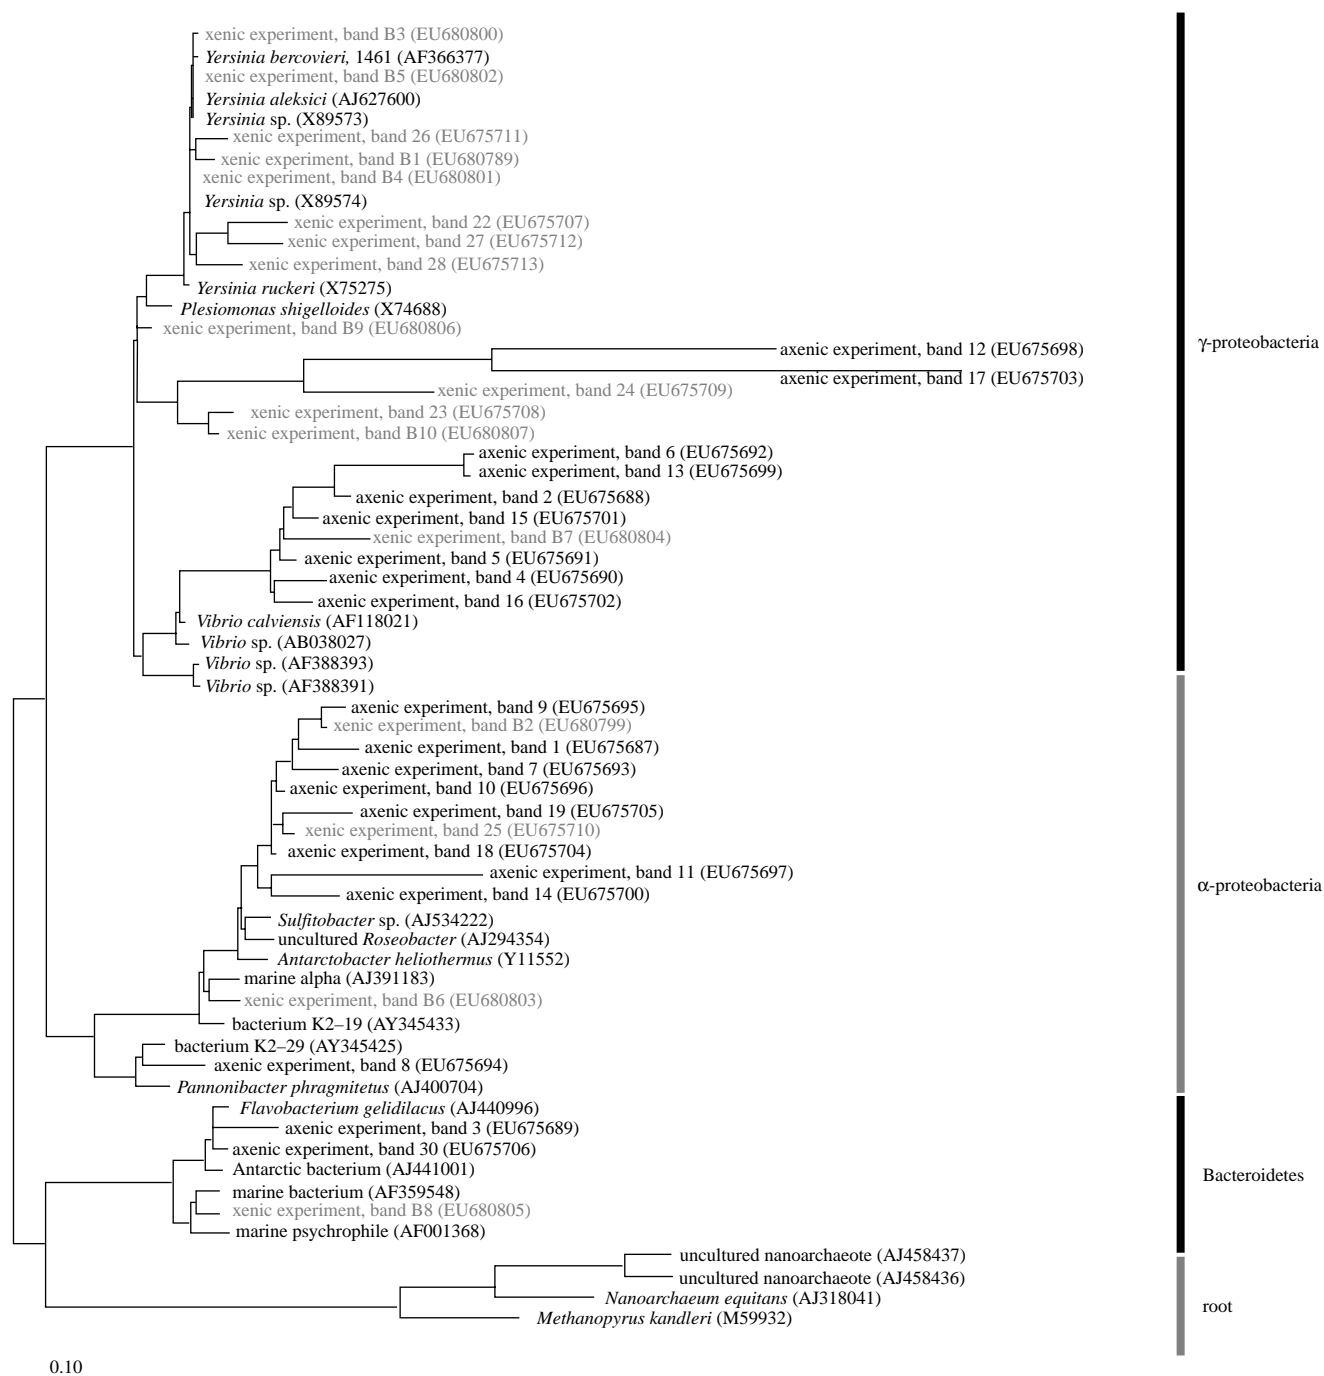 xenic experiment, band B3 (EU680800)
Yersinia bercovieri, 1461 (AF366377)
xenic experiment, band B5 (EU680802)
Yersinia aleksici (AJ627600)
Yersinia sp. (X89573)
xenic experiment, band 26 (EU675711)
xenic experiment, band B1 (EU680789)
xenic experiment, band B4 (EU680801)
Yersinia sp. (X89574)
xenic experiment, band 22 (EU675707)
xenic experiment, band 27 (EU675712)
xenic experiment, band 28 (EU675713)
Yersinia ruckeri (X75275)
Plesiomonas shigelloides (X74688)
xenic experiment, band B9 (EU680806)
γ-proteobacteria
axenic experiment, band 12 (EU675698)
axenic experiment, band 17 (EU675703)
xenic experiment, band 24 (EU675709)
xenic experiment, band 23 (EU675708)
xenic experiment, band B10 (EU680807)
axenic experiment, band 6 (EU675692)
axenic experiment, band 13 (EU675699)
axenic experiment, band 2 (EU675688)
axenic experiment, band 15 (EU675701)
xenic experiment, band B7 (EU680804)
axenic experiment, band 5 (EU675691)
axenic experiment, band 4 (EU675690)
axenic experiment, band 16 (EU675702)
Vibrio calviensis (AF118021)
Vibrio sp. (AB038027)
Vibrio sp. (AF388393)
Vibrio sp. (AF388391)
axenic experiment, band 9 (EU675695)
xenic experiment, band B2 (EU680799)
axenic experiment, band 1 (EU675687)
axenic experiment, band 7 (EU675693)
axenic experiment, band 10 (EU675696)
axenic experiment, band 19 (EU675705)
xenic experiment, band 25 (EU675710)
axenic experiment, band 18 (EU675704)
axenic experiment, band 11 (EU675697)
α-proteobacteria
axenic experiment, band 14 (EU675700)
Sulfitobacter sp. (AJ534222)
uncultured Roseobacter (AJ294354)
Antarctobacter heliothermus (Y11552)
marine alpha (AJ391183)
xenic experiment, band B6 (EU680803)
bacterium K2–19 (AY345433)
bacterium K2–29 (AY345425)
axenic experiment, band 8 (EU675694)
Pannonibacter phragmitetus (AJ400704)
Flavobacterium gelidilacus (AJ440996)
axenic experiment, band 3 (EU675689)
axenic experiment, band 30 (EU675706)
Antarctic bacterium (AJ441001)
Bacteroidetes
marine bacterium (AF359548)
xenic experiment, band B8 (EU680805)
marine psychrophile (AF001368)
uncultured nanoarchaeote (AJ458437)
uncultured nanoarchaeote (AJ458436)
Nanoarchaeum equitans (AJ318041)
root
Methanopyrus kandleri (M59932)
0.10